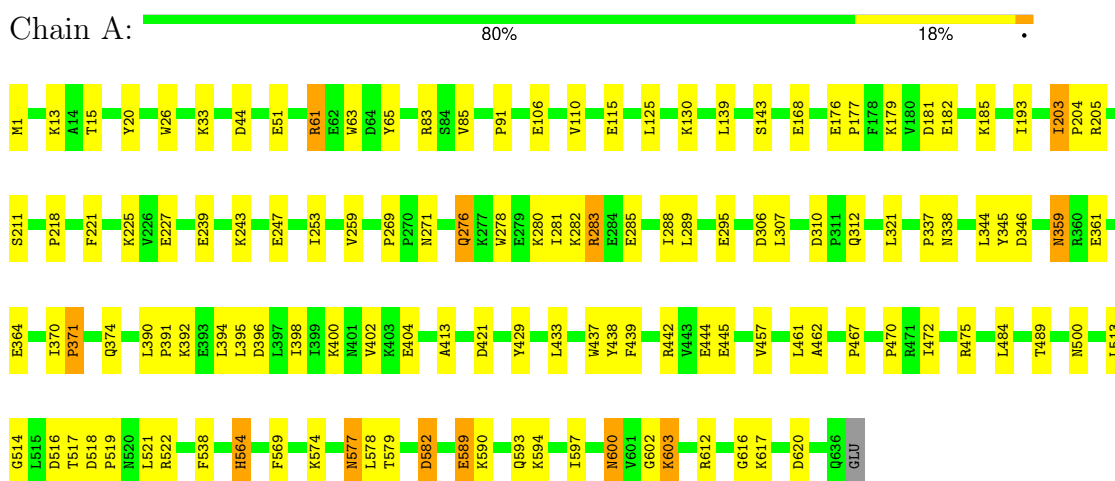 Chain A:
80% 18% •
M1 K13 A14 T15 Y20 W26 K33 D44 E51 R61 E62 W63 D64 Y65 R83 S84 V85 P91 E106 V110 E115 L125 K130 L139 S143 E168 E176 P177 F178 K179 V180 D181 E182 K185 I193 I203 P204 R205
S211 P218 F221 K225 V226 E227 E239 K243 E247 I253 V259 P269 P270 N271 Q276 K277 W278 E279 K280 I281 K282 R283 E284 E285 I288 L289 E295 D306 L307 D310 P311 Q312 L321 P337 N338 L344 Y345 D346 N359 R360 E361
E364 I370 P371 Q374 L390 P391 K392 E393 L394 L395 D396 L397 I398 I399 K400 N401 V402 K403 E404 A413 D421 Y429 L433 W437 Y438 F439 R442 V443 E444 E445 V457 L461 A462 P467 P470 R471 I472 R475 L484 T489 N500 L513
G514 L515 D516 T517 D518 P519 N520 L521 R522 F538 H564 F569 K574 N577 L578 T579 D582 E589 K590 Q593 K594 I597 N600 V601 G602 K603 R612 G616 K617 D620 Q636 GLU